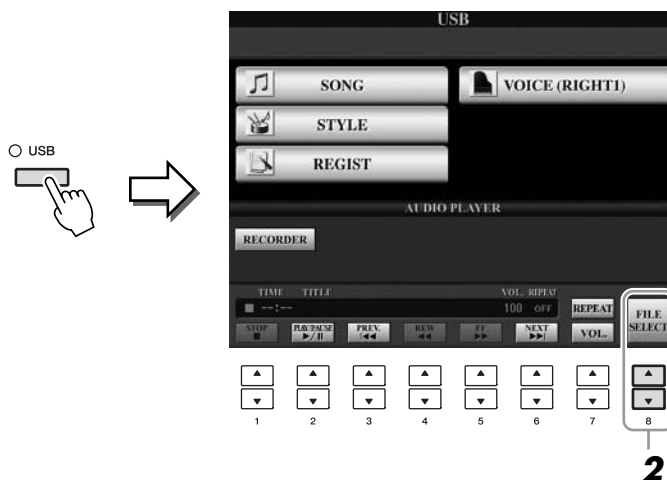 USB
SONG
VOICE (RIGHT1)
STYLE
REGIST
USB
AUDIO PLAYER
RECORDER
TIME TITLE VOL. REPEAT
--:-- 100 OFF REPEAT FILE SELECT
STOP PLAY/PAUSE PREV. REW FF NEXT VOL.
1 2 3 4 5 6 7 8
2